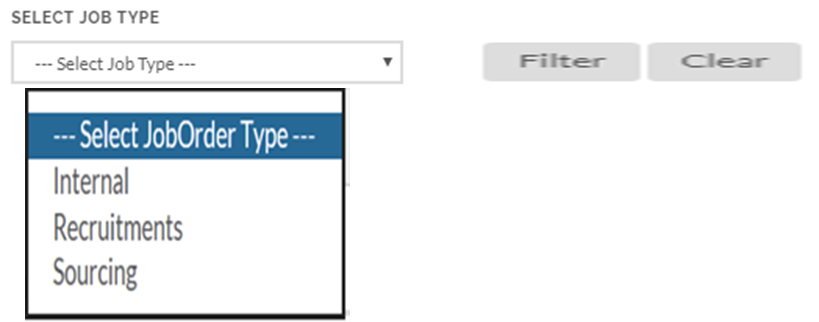 SELECT JOB TYPE
--- Select Job Type --- Filter Clear
--- Select JobOrder Type ---
Internal
Recruitments
Sourcing